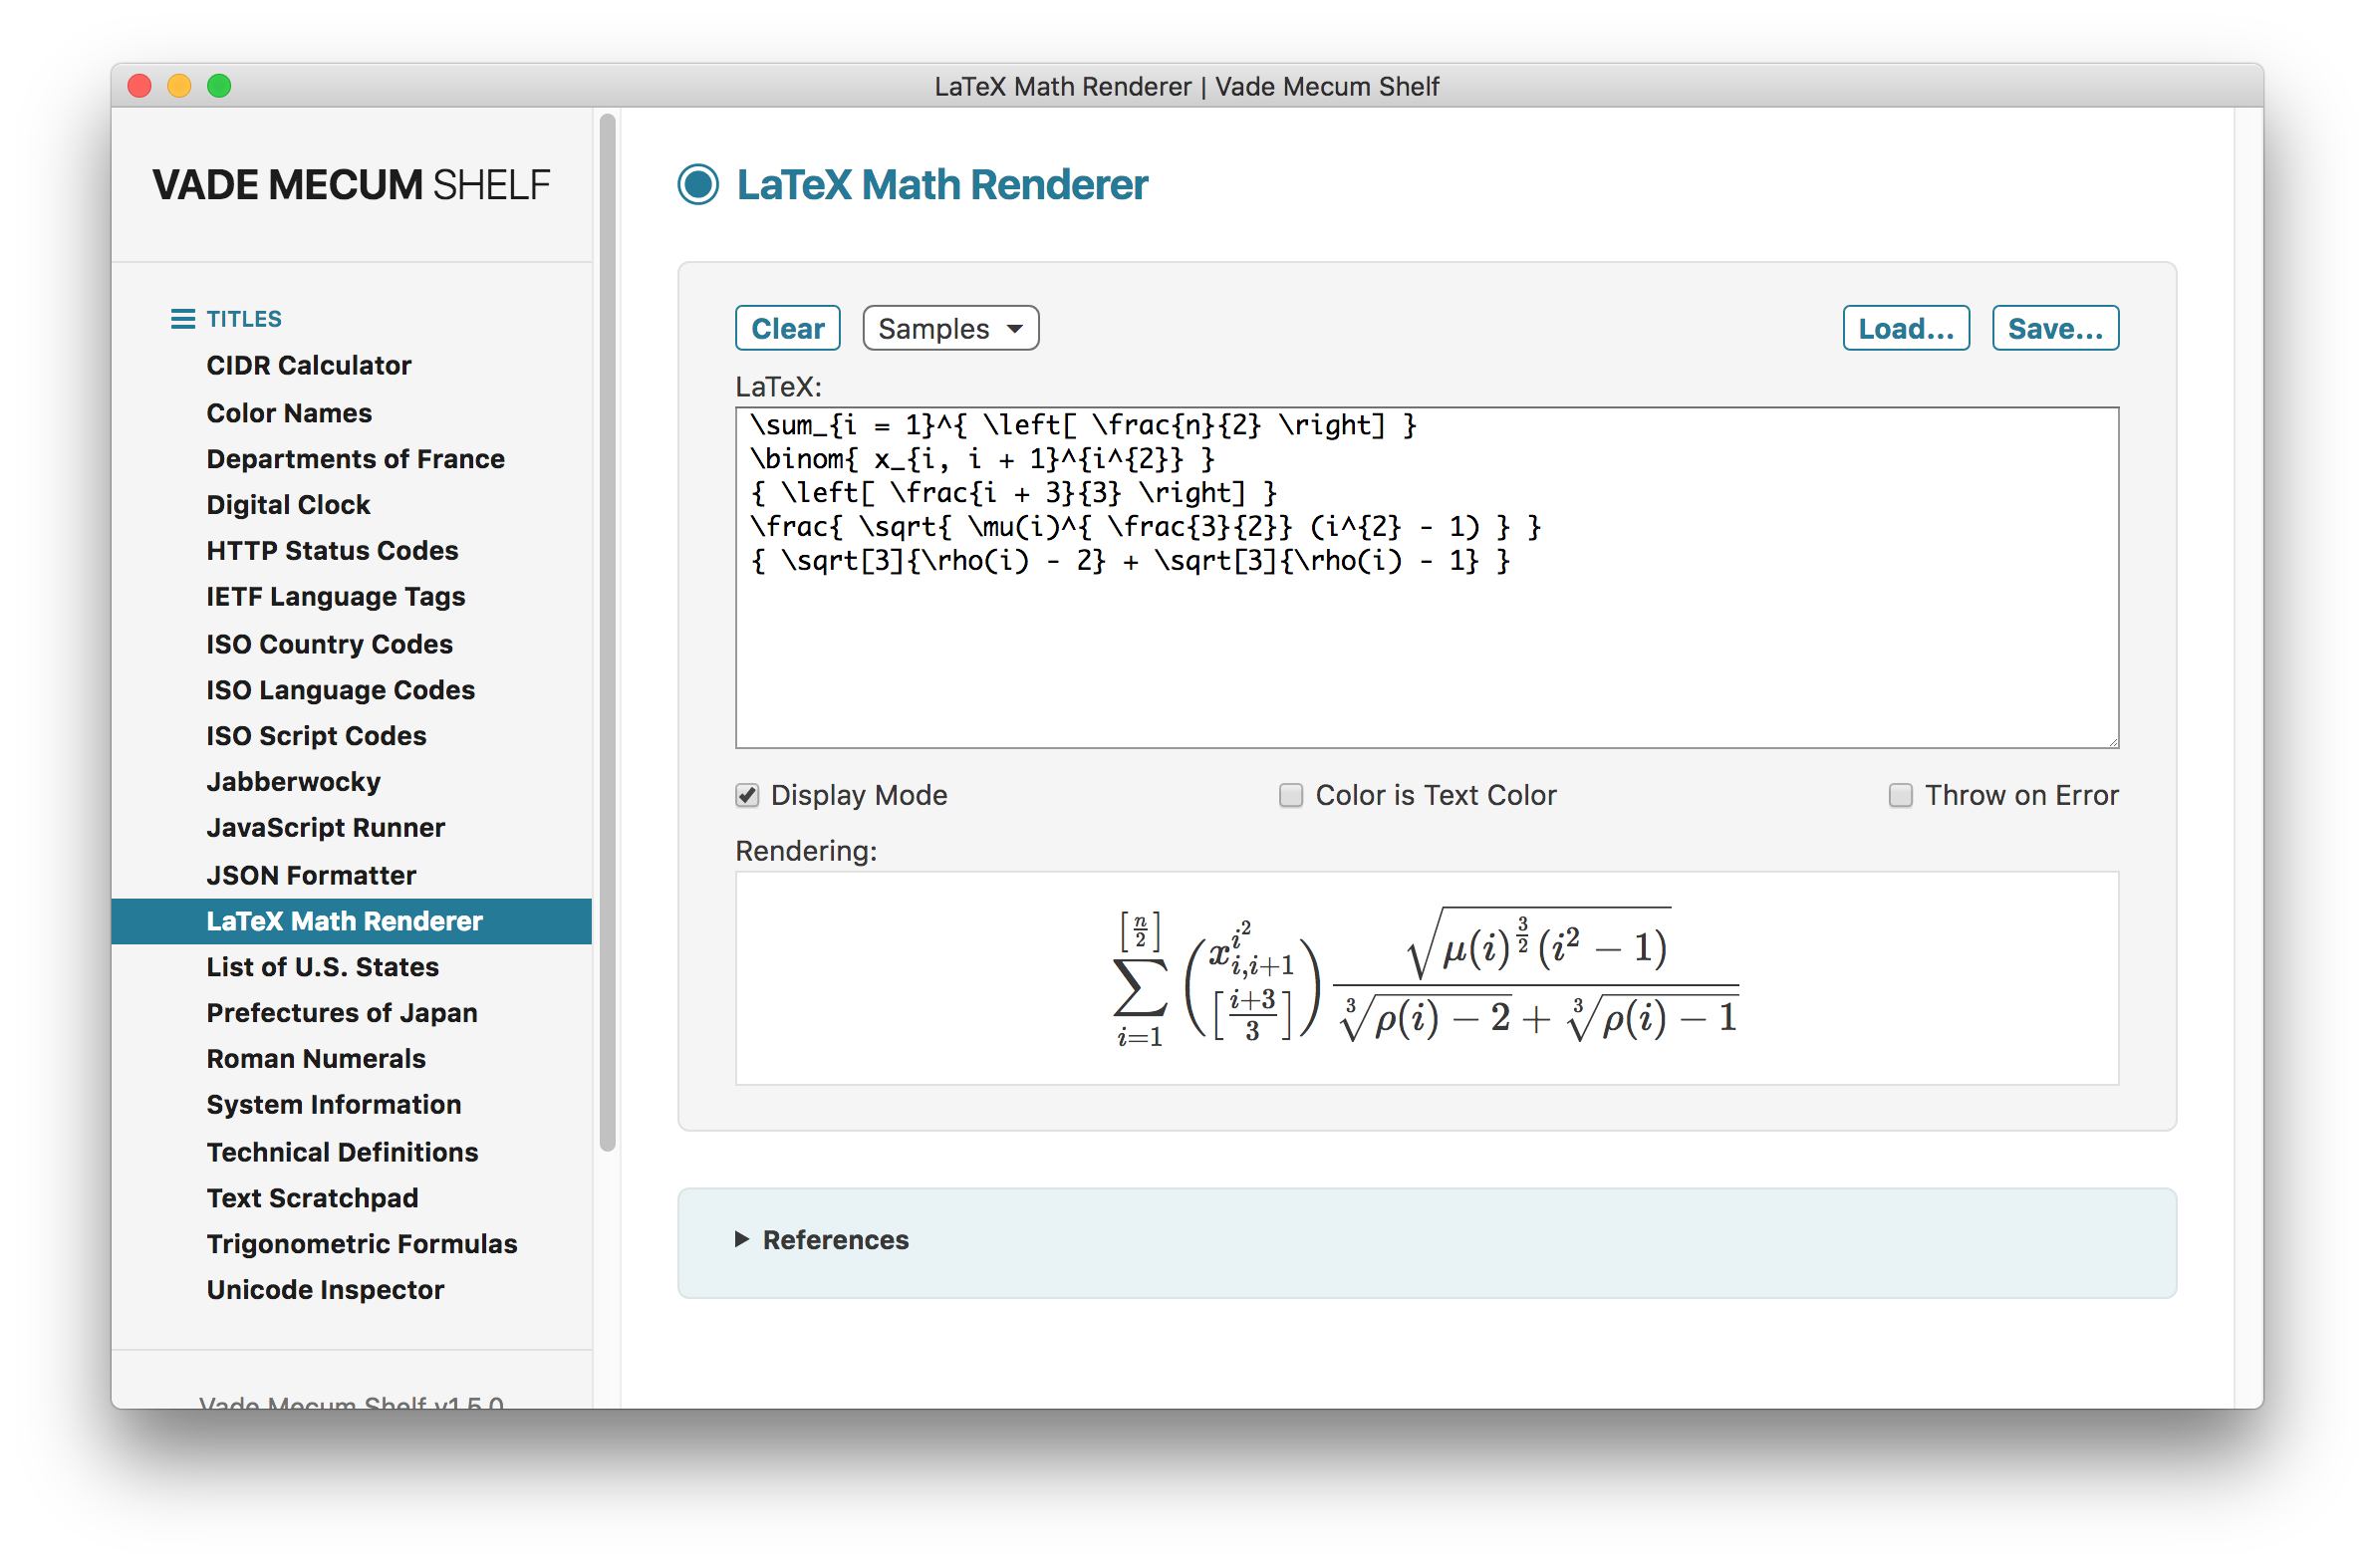 LaTeX Math Renderer | Vade Mecum Shelf
VADE MECUM SHELF
TITLES
CIDR Calculator
Color Names
Departments of France
Digital Clock
HTTP Status Codes
IETF Language Tags
ISO Country Codes
ISO Language Codes
ISO Script Codes
Jabberwocky
JavaScript Runner
JSON Formatter
LaTeX Math Renderer
List of U.S. States
Prefectures of Japan
Roman Numerals
System Information
Technical Definitions
Text Scratchpad
Trigonometric Formulas
Unicode Inspector
Vade Mecum Shelf v1.5.0
LaTeX Math Renderer
Clear Samples Load... Save...
LaTeX:
\sum_{i = 1}^{ \left[ \frac{n}{2} \right] }
\binom{ x_{i, i + 1}^{i^{2}} }
{ \left[ \frac{i + 3}{3} \right] }
\frac{ \sqrt{ \mu(i)^{ \frac{3}{2}} (i^{2} - 1) } }
{ \sqrt[3]{\rho(i) - 2} + \sqrt[3]{\rho(i) - 1} }
Display Mode Color is Text Color Throw on Error
Rendering:
\sum_{i=1}^{\left[\frac{n}{2}\right]} \binom{x_{i,i+1}^{i^2}}{\left[\frac{i+3}{3}\right]} \frac{\sqrt{\mu(i)^{\frac{3}{2}}(i^2-1)}}{\sqrt[3]{\rho(i)-2}+\sqrt[3]{\rho(i)-1}}
References